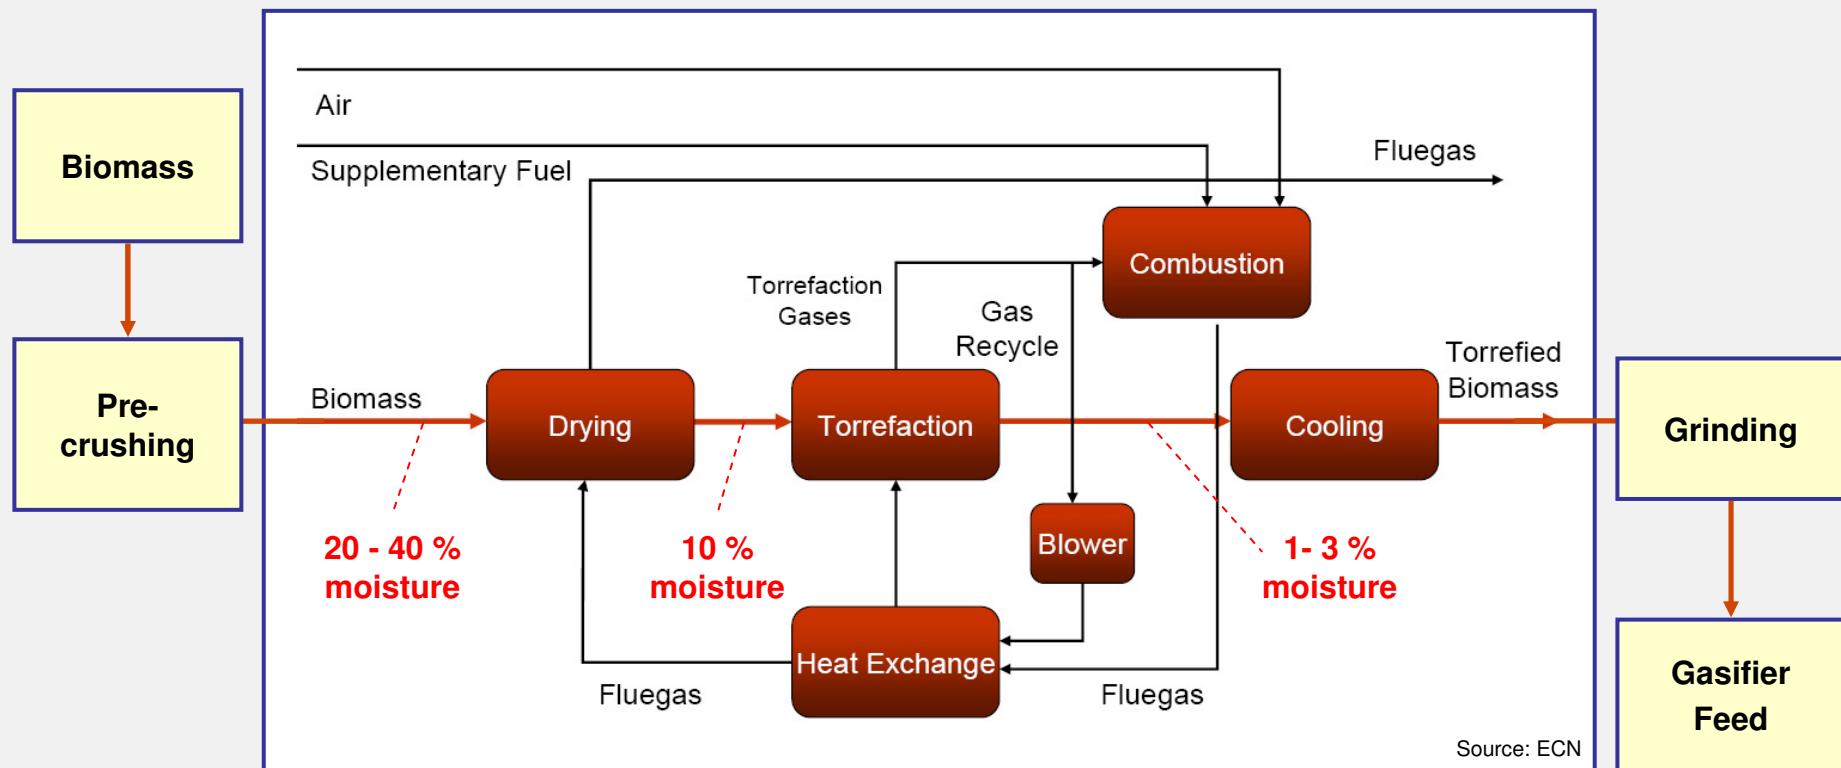 Air
Supplementary Fuel
Fluegas
Biomass
Combustion
Torrefaction
Gases
Gas
Recycle
Torrefied
Biomass
Pre-
crushing
Biomass
Drying
Torrefaction
Cooling
Grinding
20 - 40 %
moisture
10 %
moisture
Blower
1- 3 %
moisture
Heat Exchange
Fluegas
Fluegas
Gasifier
Feed
Source: ECN